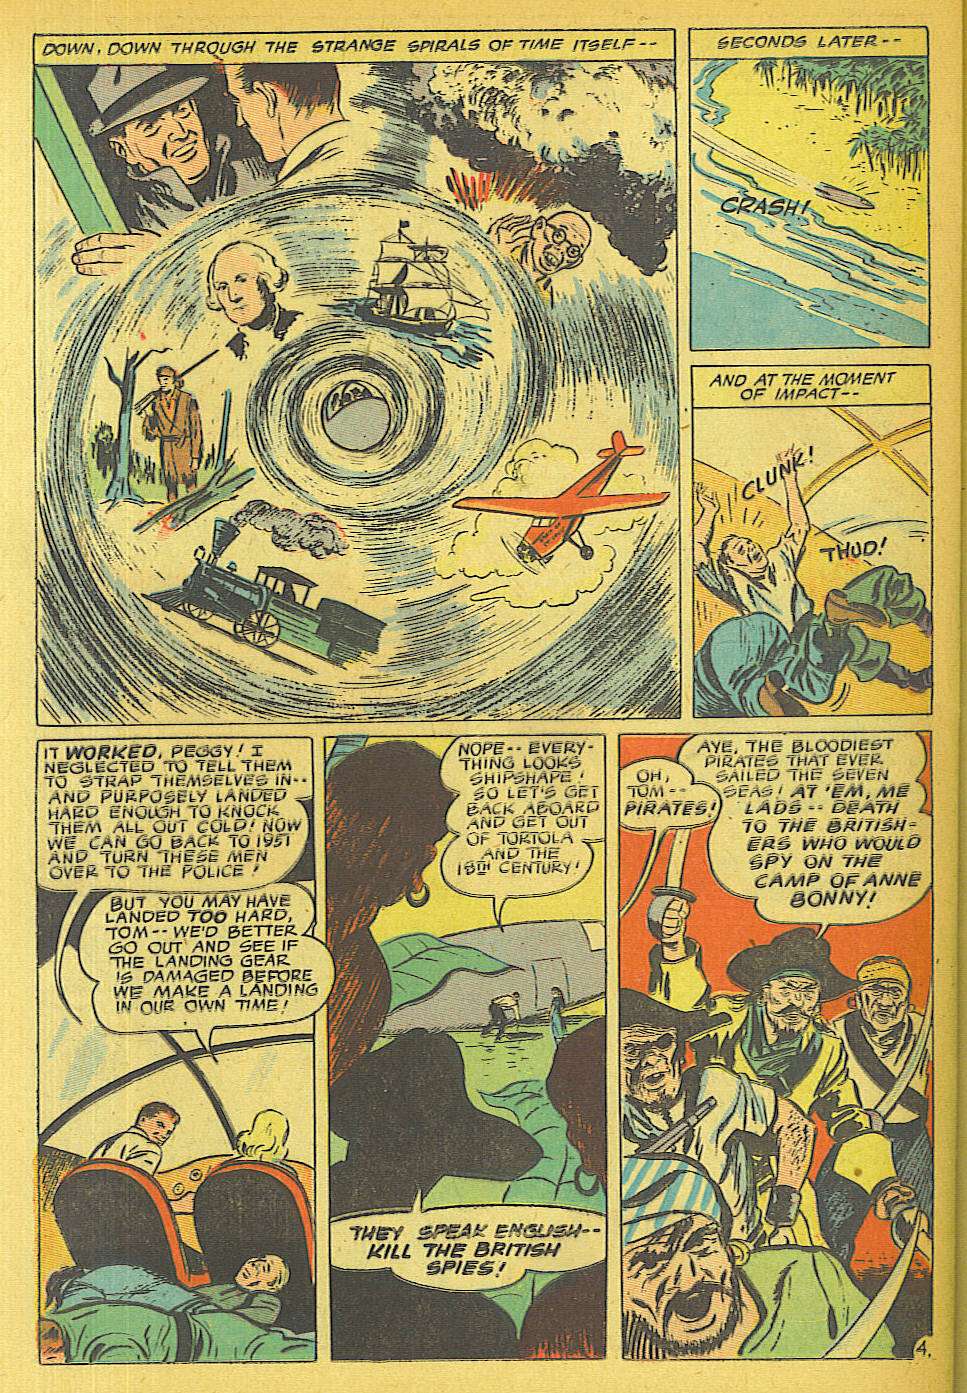 DOWN, DOWN THROUGH THE STRANGE SPIRALS OF TIME ITSELF--
SECONDS LATER--
CRASH!
AND AT THE MOMENT
OF IMPACT--
CLUNK!
THUD!
IT WORKED, PEGGY! I
NEGLECTED TO TELL THEM
TO STRAP THEMSELVES IN--
AND PURPOSELY LANDED
HARD ENOUGH TO KNOCK
THEM ALL OUT COLD! NOW
WE CAN GO BACK TO 1951
AND TURN THESE MEN
OVER TO THE POLICE!
BUT YOU MAY HAVE
LANDED TOO HARD,
TOM-- WE'D BETTER
GO OUT AND SEE IF
THE LANDING GEAR
IS DAMAGED BEFORE
WE MAKE A LANDING
IN OUR OWN TIME!
NOPE-- EVERY-
THING LOOKS
SHIPSHAPE!
SO LET'S GET
BACK ABOARD
AND GET OUT
OF TORTOLA
AND THE
18TH CENTURY!
THEY SPEAK ENGLISH--
KILL THE BRITISH
SPIES!
OH,
TOM--
PIRATES!
AYE, THE BLOODIEST
PIRATES THAT EVER
SAILED THE SEVEN
SEAS! AT 'EM, ME
LADS-- DEATH
TO THE BRITISH-
ERS WHO WOULD
SPY ON THE
CAMP OF ANNE
BONNY!
4.